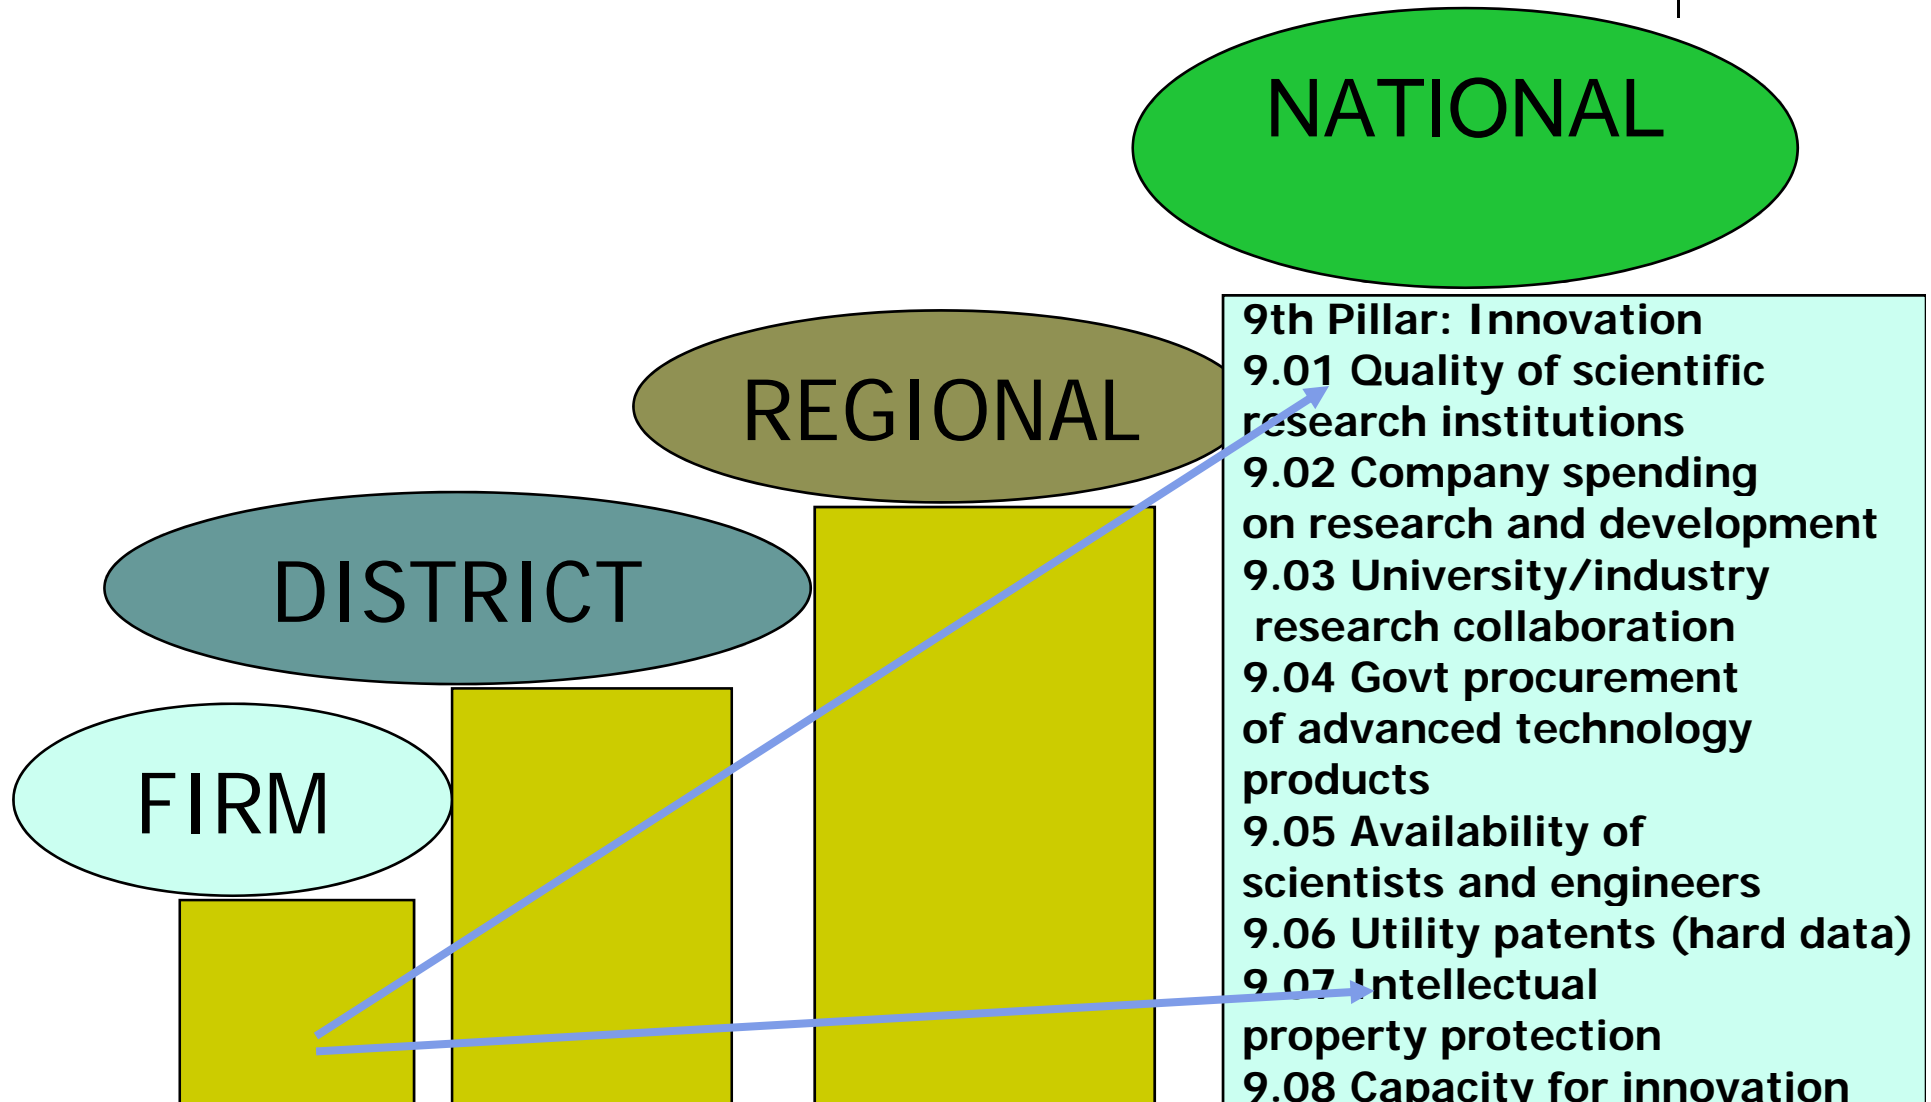 NATIONAL
REGIONAL
DISTRICT
FIRM
9th Pillar: Innovation
9.01 Quality of scientific
research institutions
9.02 Company spending
on research and development
9.03 University/industry
research collaboration
9.04 Govt procurement
of advanced technology
products
9.05 Availability of
scientists and engineers
9.06 Utility patents (hard data)
9.07 Intellectual
property protection
9.08 Capacity for innovation